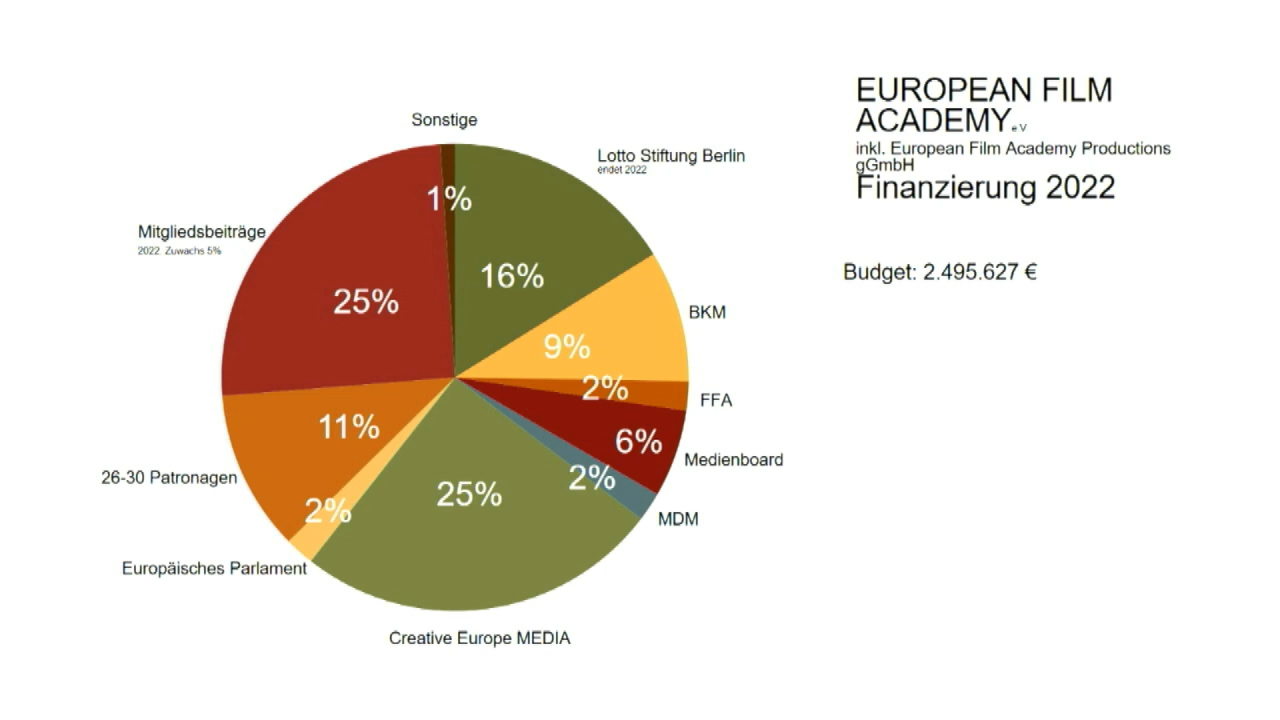 EUROPEAN FILM
ACADEMY e V
inkl. European Film Academy Productions
gGmbH
Finanzierung 2022
Budget: 2.495.627 €
Sonstige
1%
Lotto Stiftung Berlin
endet 2022
16%
BKM
9%
FFA
2%
Medienboard
6%
MDM
2%
Creative Europe MEDIA
25%
Europäisches Parlament
2%
26-30 Patronagen
11%
Mitgliedsbeiträge
2022 Zuwachs 5%
25%